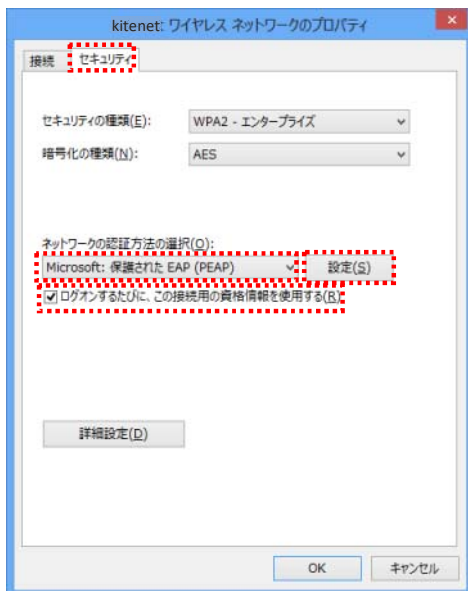 kitenet: ワイヤレス ネットワークのプロパティ
接続 セキュリティ
セキュリティの種類(E): WPA2 - エンタープライズ
暗号化の種類(N): AES
ネットワークの認証方法の選択(O):
Microsoft: 保護された EAP (PEAP) 設定(S)
ログオンするたびに、この接続用の資格情報を使用する(R)
詳細設定(D)
OK キャンセル